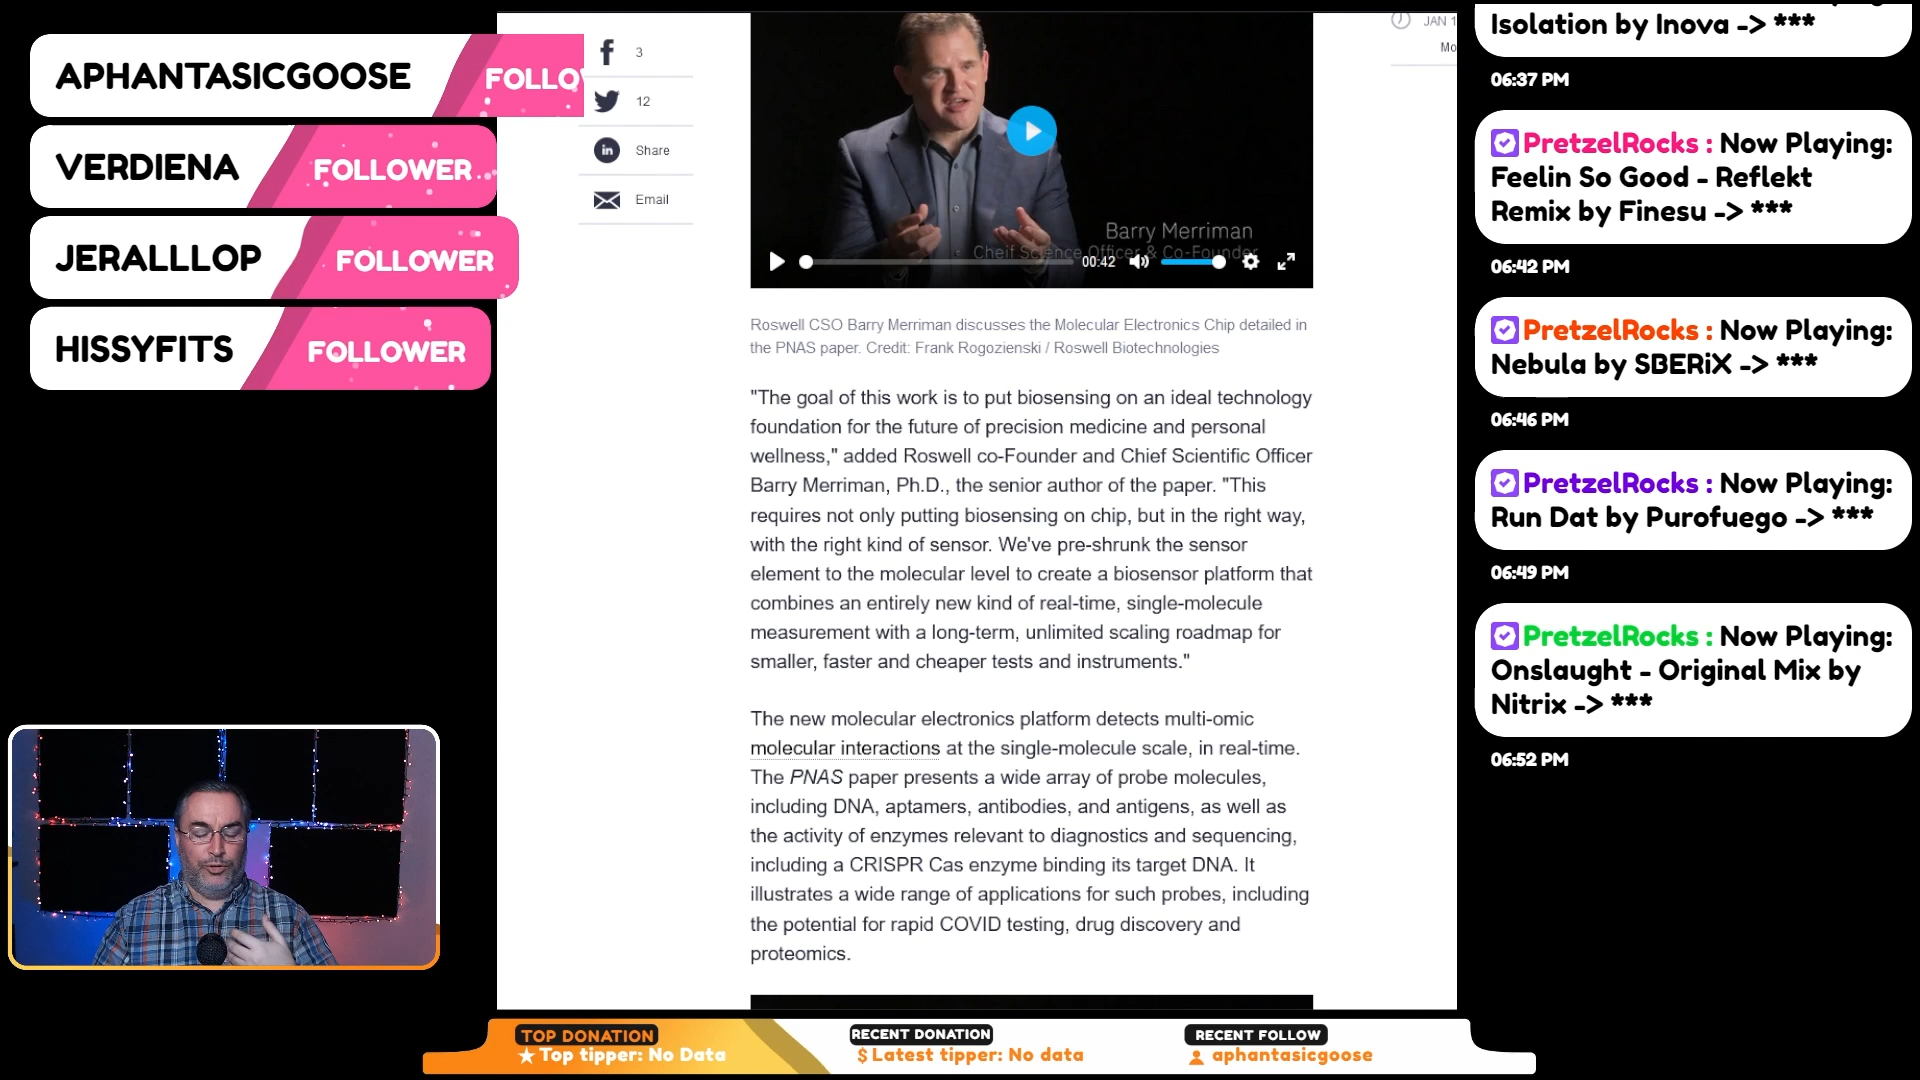 APHANTASICGOOSE
FOLLO
VERDIENA
FOLLOWER
JERALLLOP
FOLLOWER
HISSYFITS
FOLLOWER
3
12
Share
Email
Barry Merriman
Cheif Science Officer & Co-Founder
00:42
JAN 1
Mo
Roswell CSO Barry Merriman discusses the Molecular Electronics Chip detailed in
the PNAS paper. Credit: Frank Rogozienski / Roswell Biotechnologies
"The goal of this work is to put biosensing on an ideal technology
foundation for the future of precision medicine and personal
wellness," added Roswell co-Founder and Chief Scientific Officer
Barry Merriman, Ph.D., the senior author of the paper. "This
requires not only putting biosensing on chip, but in the right way,
with the right kind of sensor. We've pre-shrunk the sensor
element to the molecular level to create a biosensor platform that
combines an entirely new kind of real-time, single-molecule
measurement with a long-term, unlimited scaling roadmap for
smaller, faster and cheaper tests and instruments."
The new molecular electronics platform detects multi-omic
molecular interactions at the single-molecule scale, in real-time.
The PNAS paper presents a wide array of probe molecules,
including DNA, aptamers, antibodies, and antigens, as well as
the activity of enzymes relevant to diagnostics and sequencing,
including a CRISPR Cas enzyme binding its target DNA. It
illustrates a wide range of applications for such probes, including
the potential for rapid COVID testing, drug discovery and
proteomics.
Isolation by Inova -> ***
06:37 PM
PretzelRocks : Now Playing:
Feelin So Good - Reflekt
Remix by Finesu -> ***
06:42 PM
PretzelRocks : Now Playing:
Nebula by SBERiX -> ***
06:46 PM
PretzelRocks : Now Playing:
Run Dat by Purofuego -> ***
06:49 PM
PretzelRocks : Now Playing:
Onslaught - Original Mix by
Nitrix -> ***
06:52 PM
TOP DONATION
Top tipper: No Data
RECENT DONATION
$ Latest tipper: No data
RECENT FOLLOW
aphantasicgoose